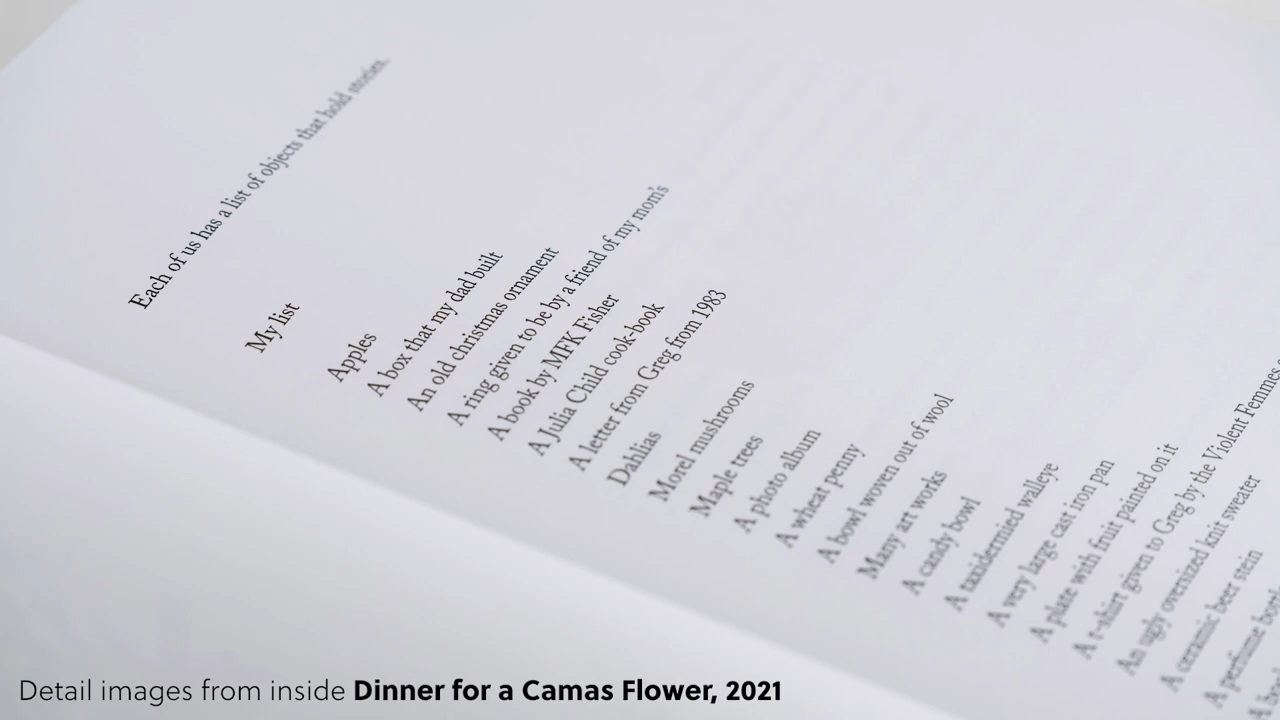 Each of us has a list of objects that hold stories.
My list
Apples
A box that my dad built
An old christmas ornament
A ring given to be by a friend of my mom's
A book by MFK Fisher
A Julia Child cook-book
A letter from Greg from 1983
Dahlias
Morel mushrooms
Maple trees
A photo album
A wheat penny
A bowl woven out of wool
Many art works
A candy bowl
A taxidermied walleye
A very large cast iron pan
A plate with fruit painted on it
A t-shirt given to Greg by the Violent Femmes
An ugly oversized knit sweater
A ceramic beer stein
A perfume
A
Detail images from inside Dinner for a Camas Flower, 2021